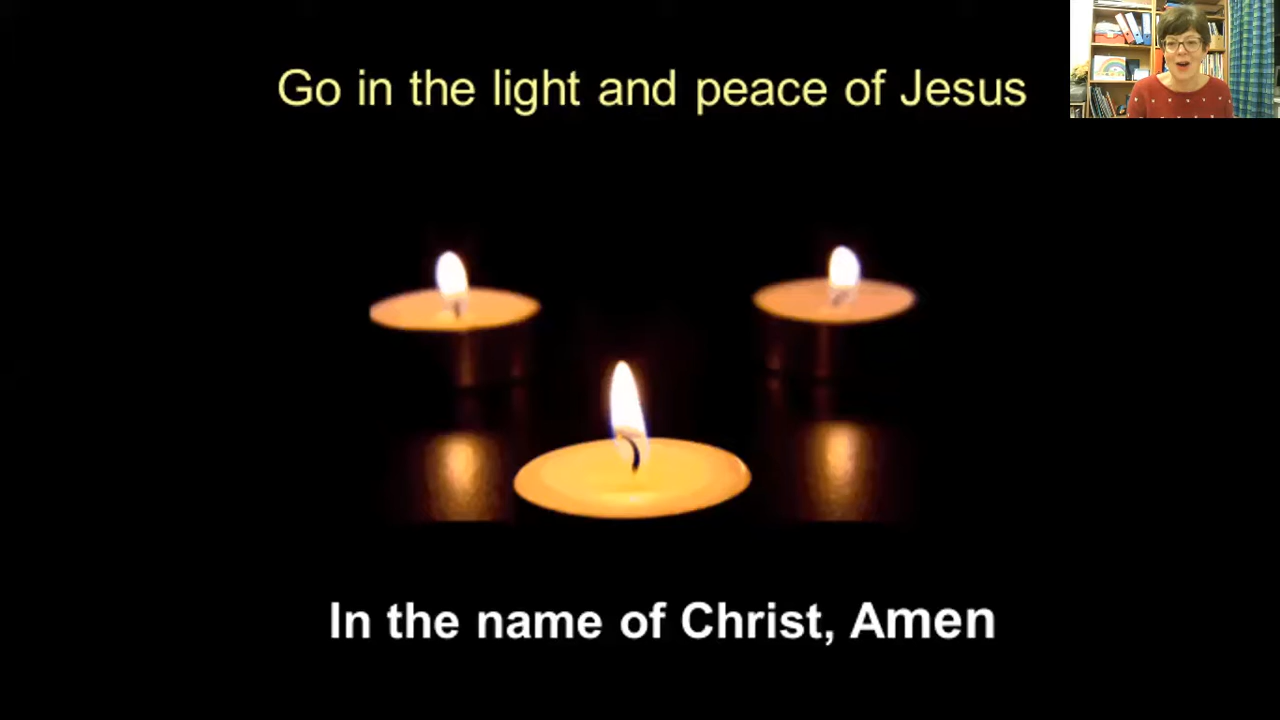 Go in the light and peace of Jesus
In the name of Christ, Amen